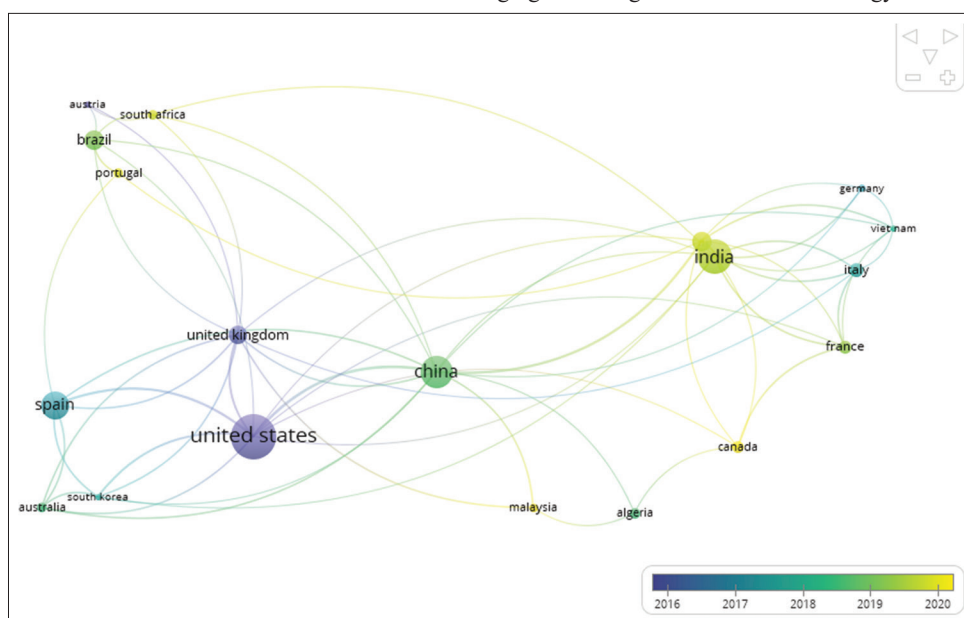 austria
south africa
brazil
portugal
germany
vietnam
india
italy
united kingdom
france
china
spain
united states
canada
south korea
australia
malaysia
algeria
2016 2017 2018 2019 2020